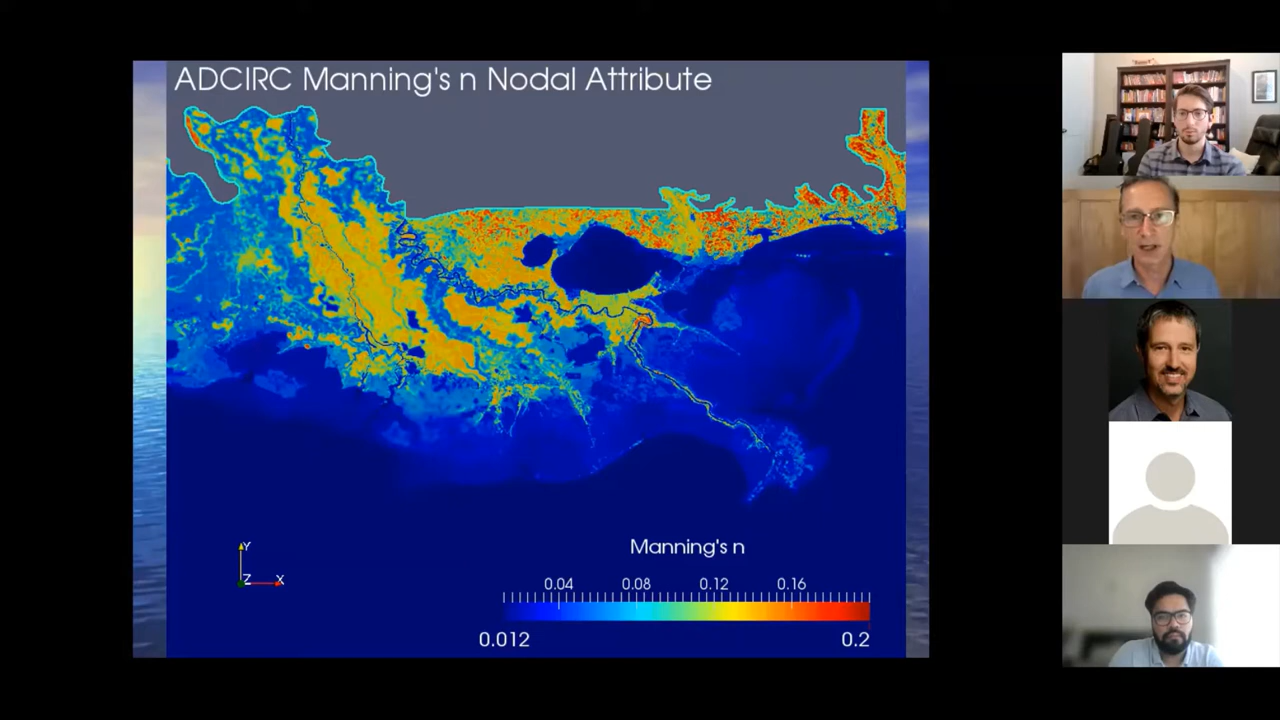 ADCIRC Manning's n Nodal Attribute
Y
Z X
Manning's n
0.04 0.08 0.12 0.16
0.012 0.2